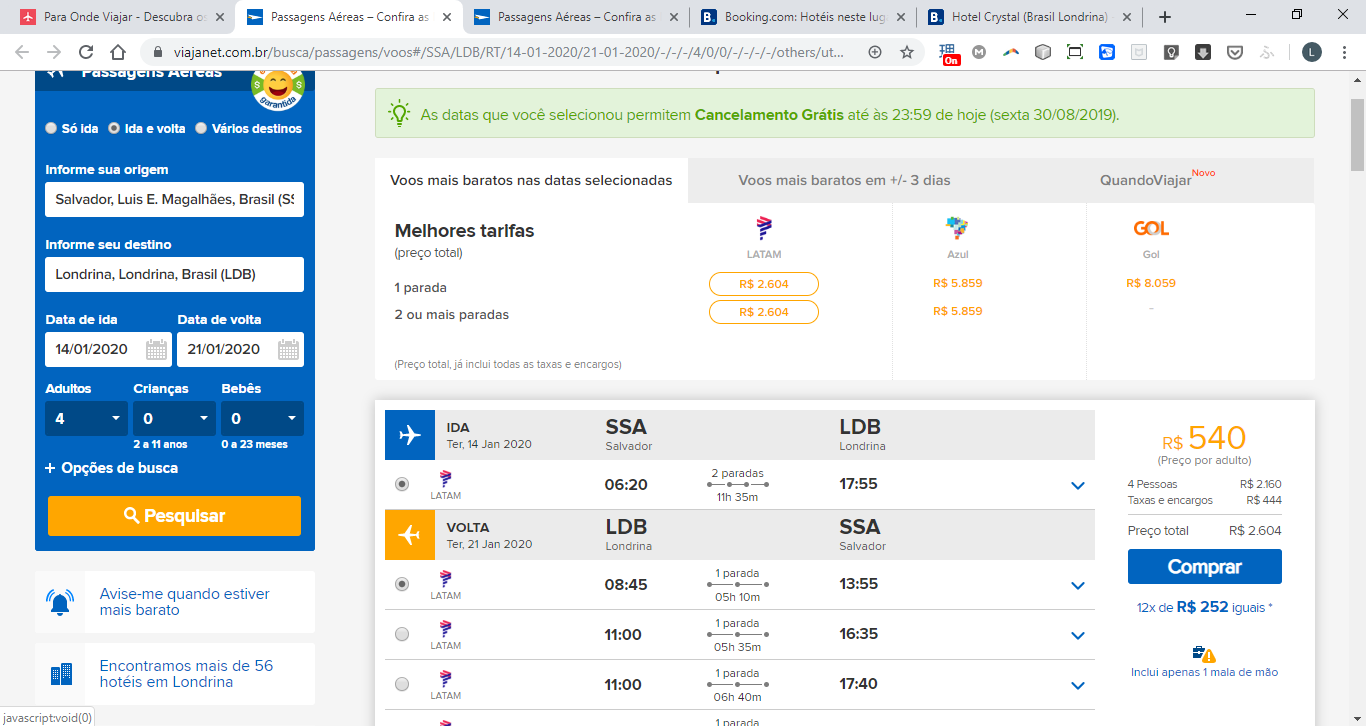 Para Onde Viajar - Descubra os
Passagens Aéreas – Confira as
Passagens Aéreas – Confira as
Booking.com: Hotéis neste lug
Hotel Crystal (Brasil Londrina)
viajanet.com.br/busca/passagens/voos#/SSA/LDB/RT/14-01-2020/21-01-2020/-/-/-/4/0/0/-/-/-/-/others/ut...
On
L
Passagens Aéreas
garantida
Só ida
Ida e volta
Vários destinos
Informe sua origem
Salvador, Luis E. Magalhães, Brasil (SS
Informe seu destino
Londrina, Londrina, Brasil (LDB)
Data de ida
Data de volta
14/01/2020
21/01/2020
Adultos
Crianças
Bebês
4
0
0
2 a 11 anos
0 a 23 meses
+ Opções de busca
Pesquisar
Avise-me quando estiver
mais barato
Encontramos mais de 56
hotéis em Londrina
javascript:void(0)
As datas que você selecionou permitem Cancelamento Grátis até às 23:59 de hoje (sexta 30/08/2019).
Voos mais baratos nas datas selecionadas
Voos mais baratos em +/- 3 dias
QuandoViajar Novo
Melhores tarifas
(preço total)
LATAM
Azul
GOL
Gol
1 parada
R$ 2.604
R$ 5.859
R$ 8.059
2 ou mais paradas
R$ 2.604
R$ 5.859
-
(Preço total, já inclui todas as taxas e encargos)
IDA
Ter, 14 Jan 2020
SSA
Salvador
LDB
Londrina
LATAM
06:20
2 paradas
11h 35m
17:55
VOLTA
Ter, 21 Jan 2020
LDB
Londrina
SSA
Salvador
LATAM
08:45
1 parada
05h 10m
13:55
LATAM
11:00
1 parada
05h 35m
16:35
LATAM
11:00
1 parada
06h 40m
17:40
1 parada
R$ 540
(Preço por adulto)
4 Pessoas R$ 2.160
Taxas e encargos R$ 444
Preço total R$ 2.604
Comprar
12x de R$ 252 iguais *
Inclui apenas 1 mala de mão